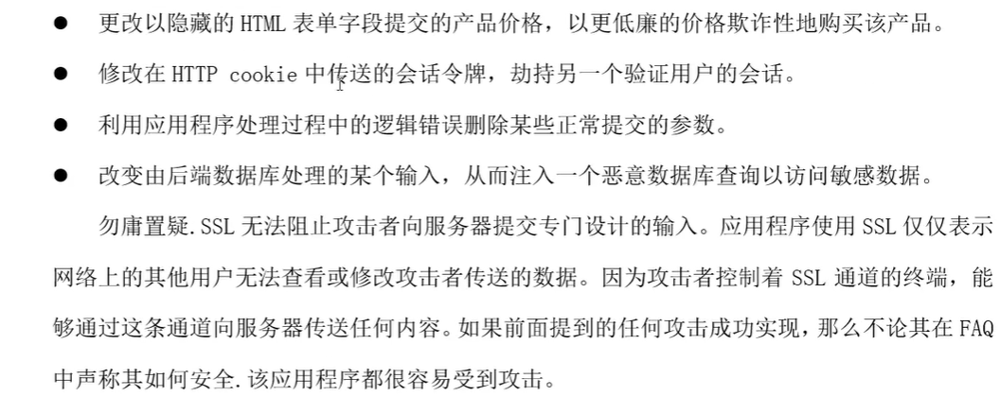 ● 更改以隐藏的 HTML 表单字段提交的产品价格，以更低廉的价格欺诈性地购买该产品。
● 修改在 HTTP cookie 中传送的会话令牌，劫持另一个验证用户的会话。
● 利用应用程序处理过程中的逻辑错误删除某些正常提交的参数。
● 改变由后端数据库处理的某个输入，从而注入一个恶意数据库查询以访问敏感数据。
勿庸置疑.SSL 无法阻止攻击者向服务器提交专门设计的输入。应用程序使用 SSL 仅仅表示
网络上的其他用户无法查看或修改攻击者传送的数据。因为攻击者控制着 SSL 通道的终端，能
够通过这条通道向服务器传送任何内容。如果前面提到的任何攻击成功实现，那么不论其在 FAQ
中声称其如何安全.该应用程序都很容易受到攻击。